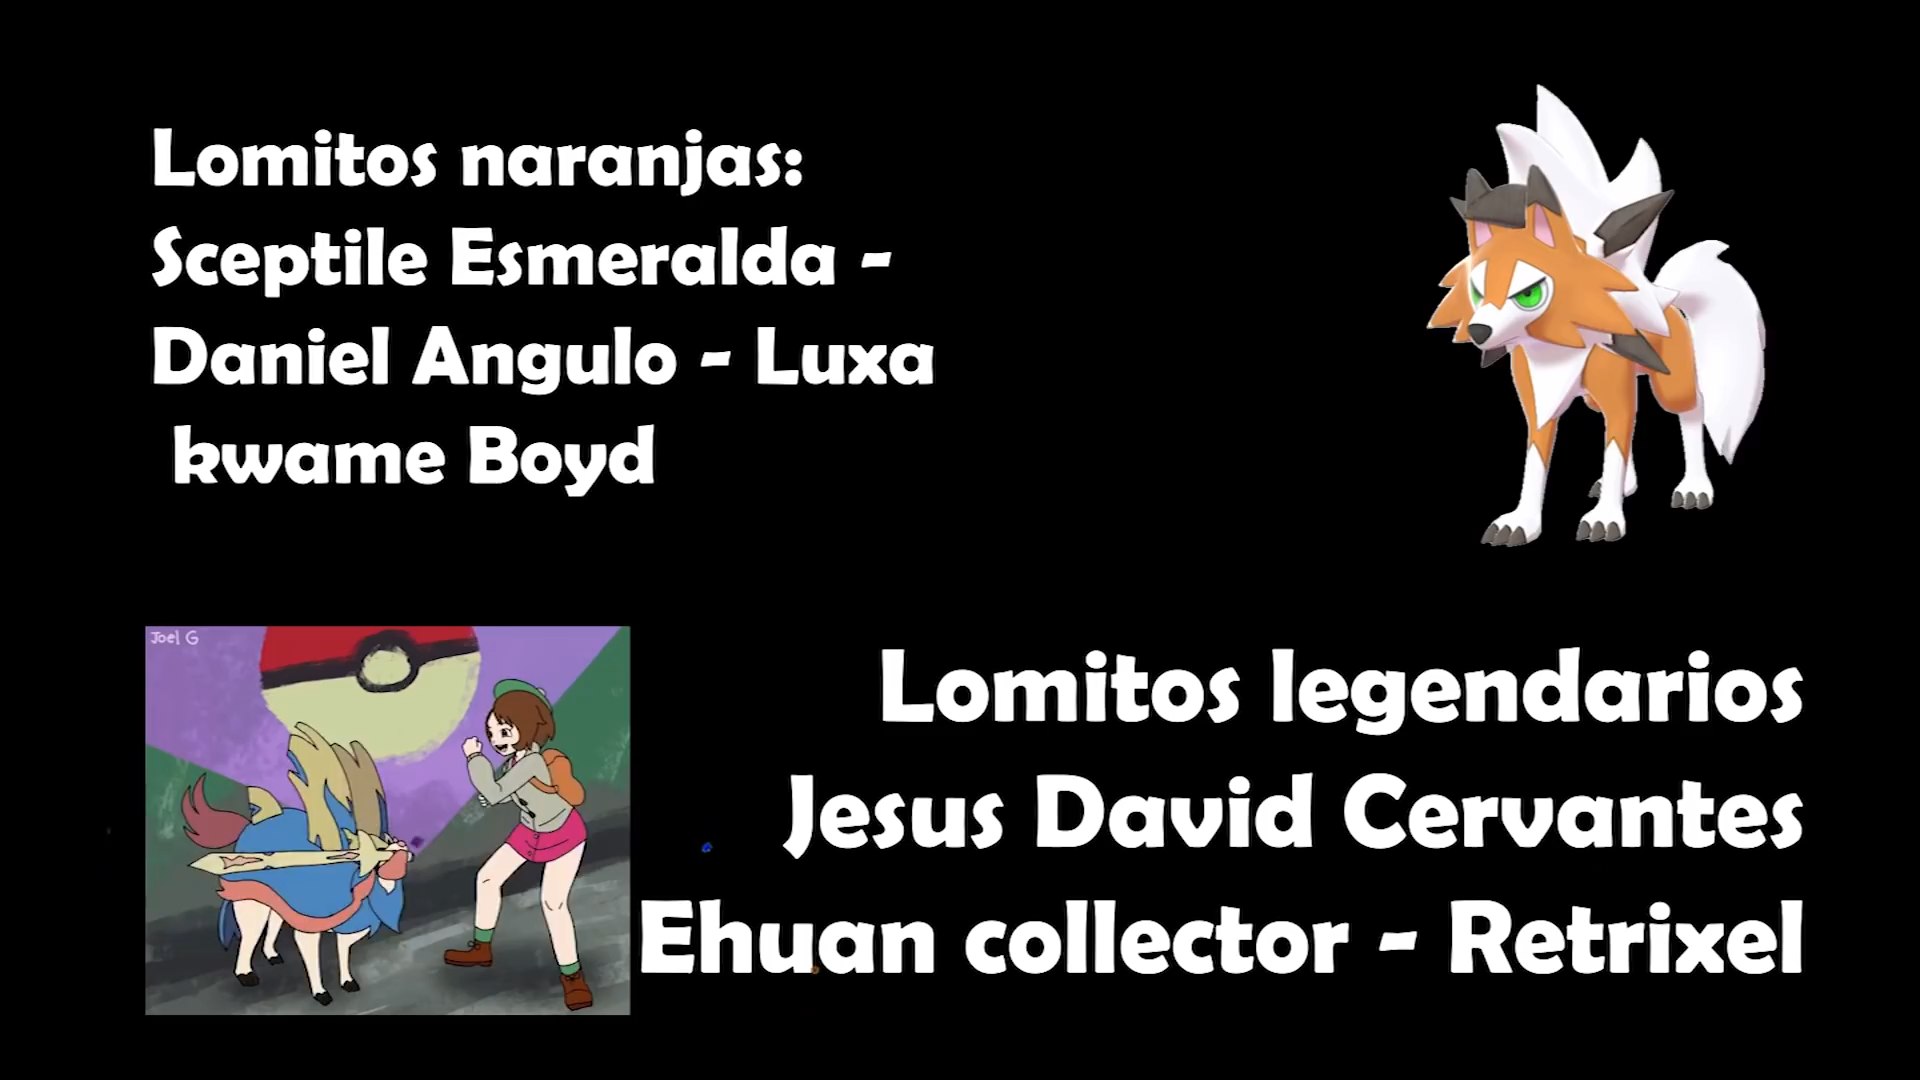 Lomitos naranjas:
Sceptile Esmeralda -
Daniel Angulo - Luxa
kwame Boyd
Joel G
Lomitos legendarios
Jesus David Cervantes
Ehuan collector - Retrixel